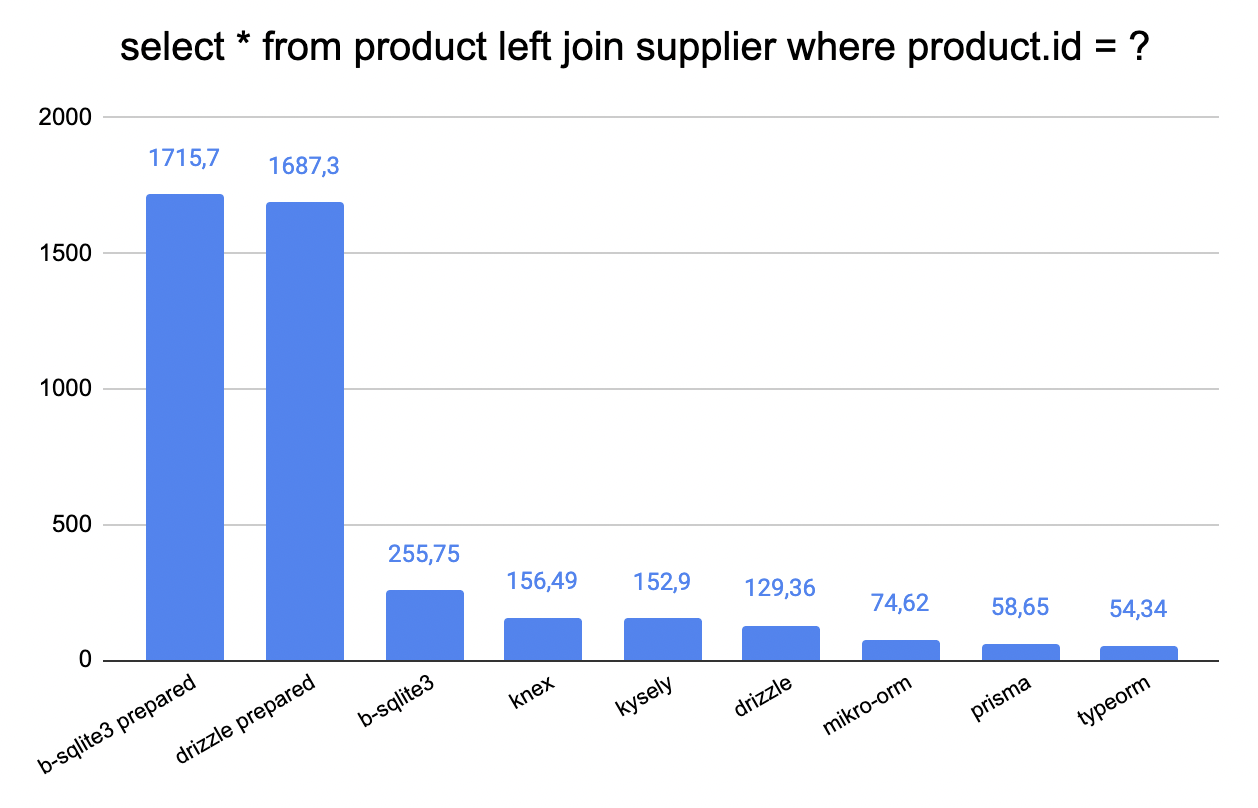 select * from product left join supplier where product.id = ?
2000
1500
1000
500
0
1715,7
1687,3
255,75
156,49
152,9
129,36
74,62
58,65
54,34
b-sqlite3 prepared
drizzle prepared
b-sqlite3
knex
kysely
drizzle
mikro-orm
prisma
typeorm